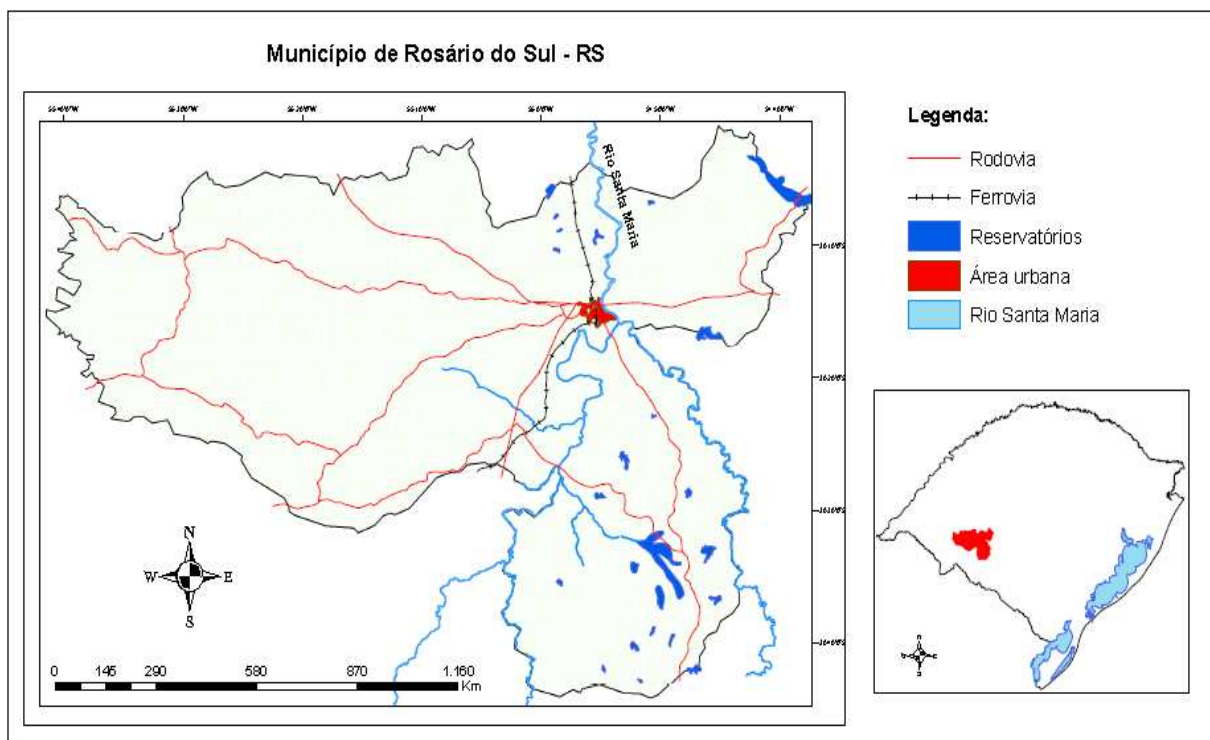 Município de Rosário do Sul - RS
Rio Santa Maria
N
W E
S
0 145 290 580 870 1.160
Km
Legenda:
Rodovia
Ferrovia
Reservatórios
Área urbana
Rio Santa Maria